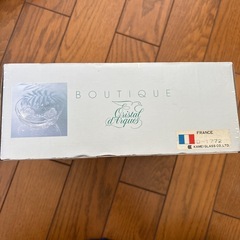 BOUTIQUE
Cristal
d'Arques
FRANCE
KAMEI GLASS CO.,LTD.